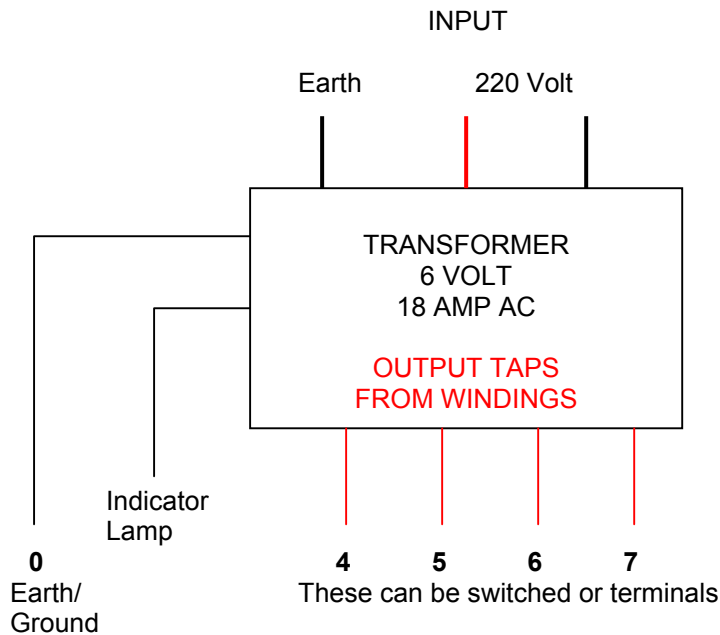 INPUT
Earth 220 Volt
TRANSFORMER
6 VOLT
18 AMP AC
OUTPUT TAPS
FROM WINDINGS
Indicator
Lamp
0 4 5 6 7
Earth/ These can be switched or terminals
Ground